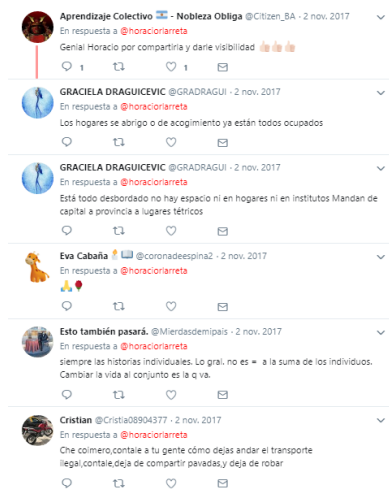 Aprendizaje Colectivo - Nobleza Obliga @Citizen_BA · 2 nov. 2017
En respuesta a @horaciorlarreta
Genial Horacio por compartirla y darle visibilidad 👍🏻👍🏻👍🏻
1 1
GRACIELA DRAGUICEVIC @GRADRAGUI · 2 nov. 2017
En respuesta a @horaciorlarreta
Los hogares se abrigo o de acogimiento ya están todos ocupados
GRACIELA DRAGUICEVIC @GRADRAGUI · 2 nov. 2017
En respuesta a @horaciorlarreta
Está todo desbordado no hay espacio ni en hogares ni en institutos Mandan de
capital a provincia a lugares tétricos
Eva Cabaña @coronadeespina2 · 2 nov. 2017
En respuesta a @horaciorlarreta
🙏🌹
Esto también pasará. @Mierdasdemipais · 2 nov. 2017
En respuesta a @horaciorlarreta
siempre las historias individuales. Lo gral. no es = a la suma de los individuos.
Cambiar la vida al conjunto es la q va.
Cristian @Cristia08904377 · 2 nov. 2017
En respuesta a @horaciorlarreta
Che coimero,contale a tu gente cómo dejas andar el transporte
ilegal,contale,deja de compartir pavadas,y deja de robar